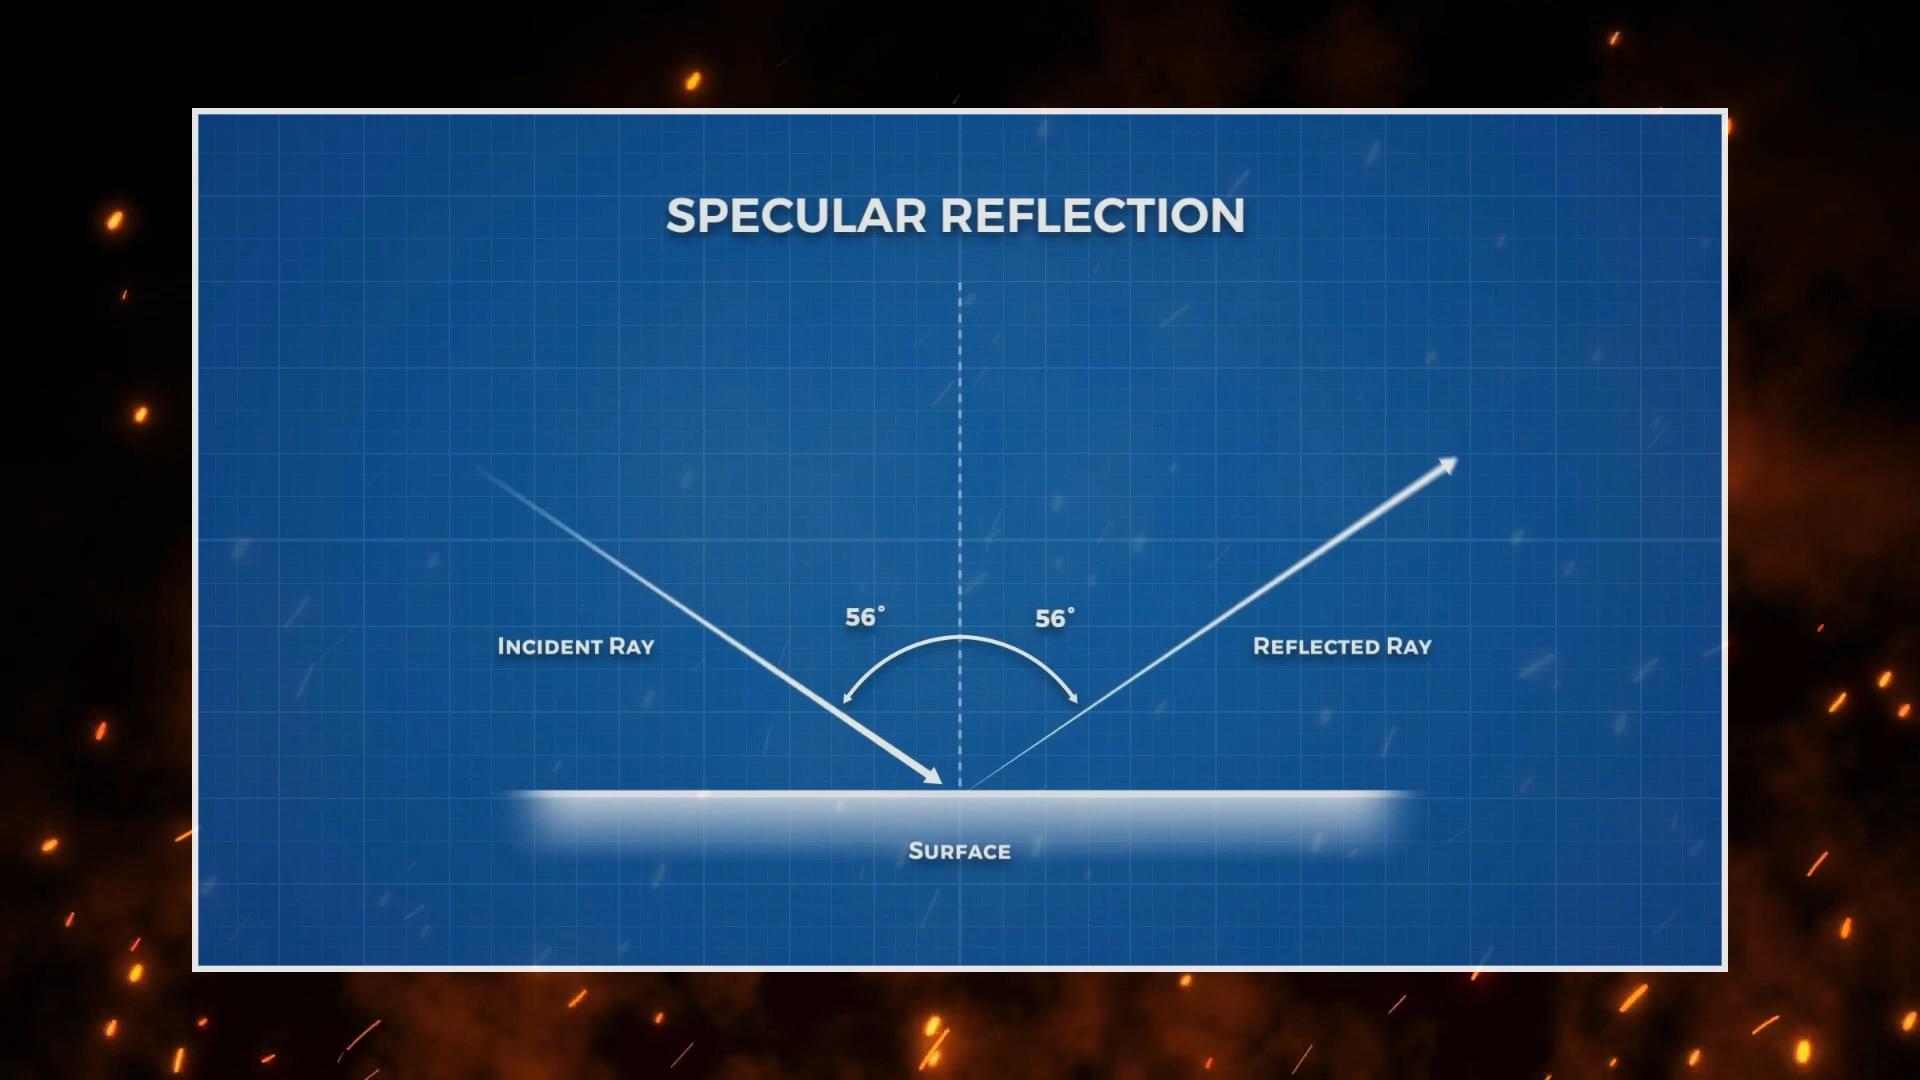 SPECULAR REFLECTION
56° 56°
INCIDENT RAY REFLECTED RAY
SURFACE